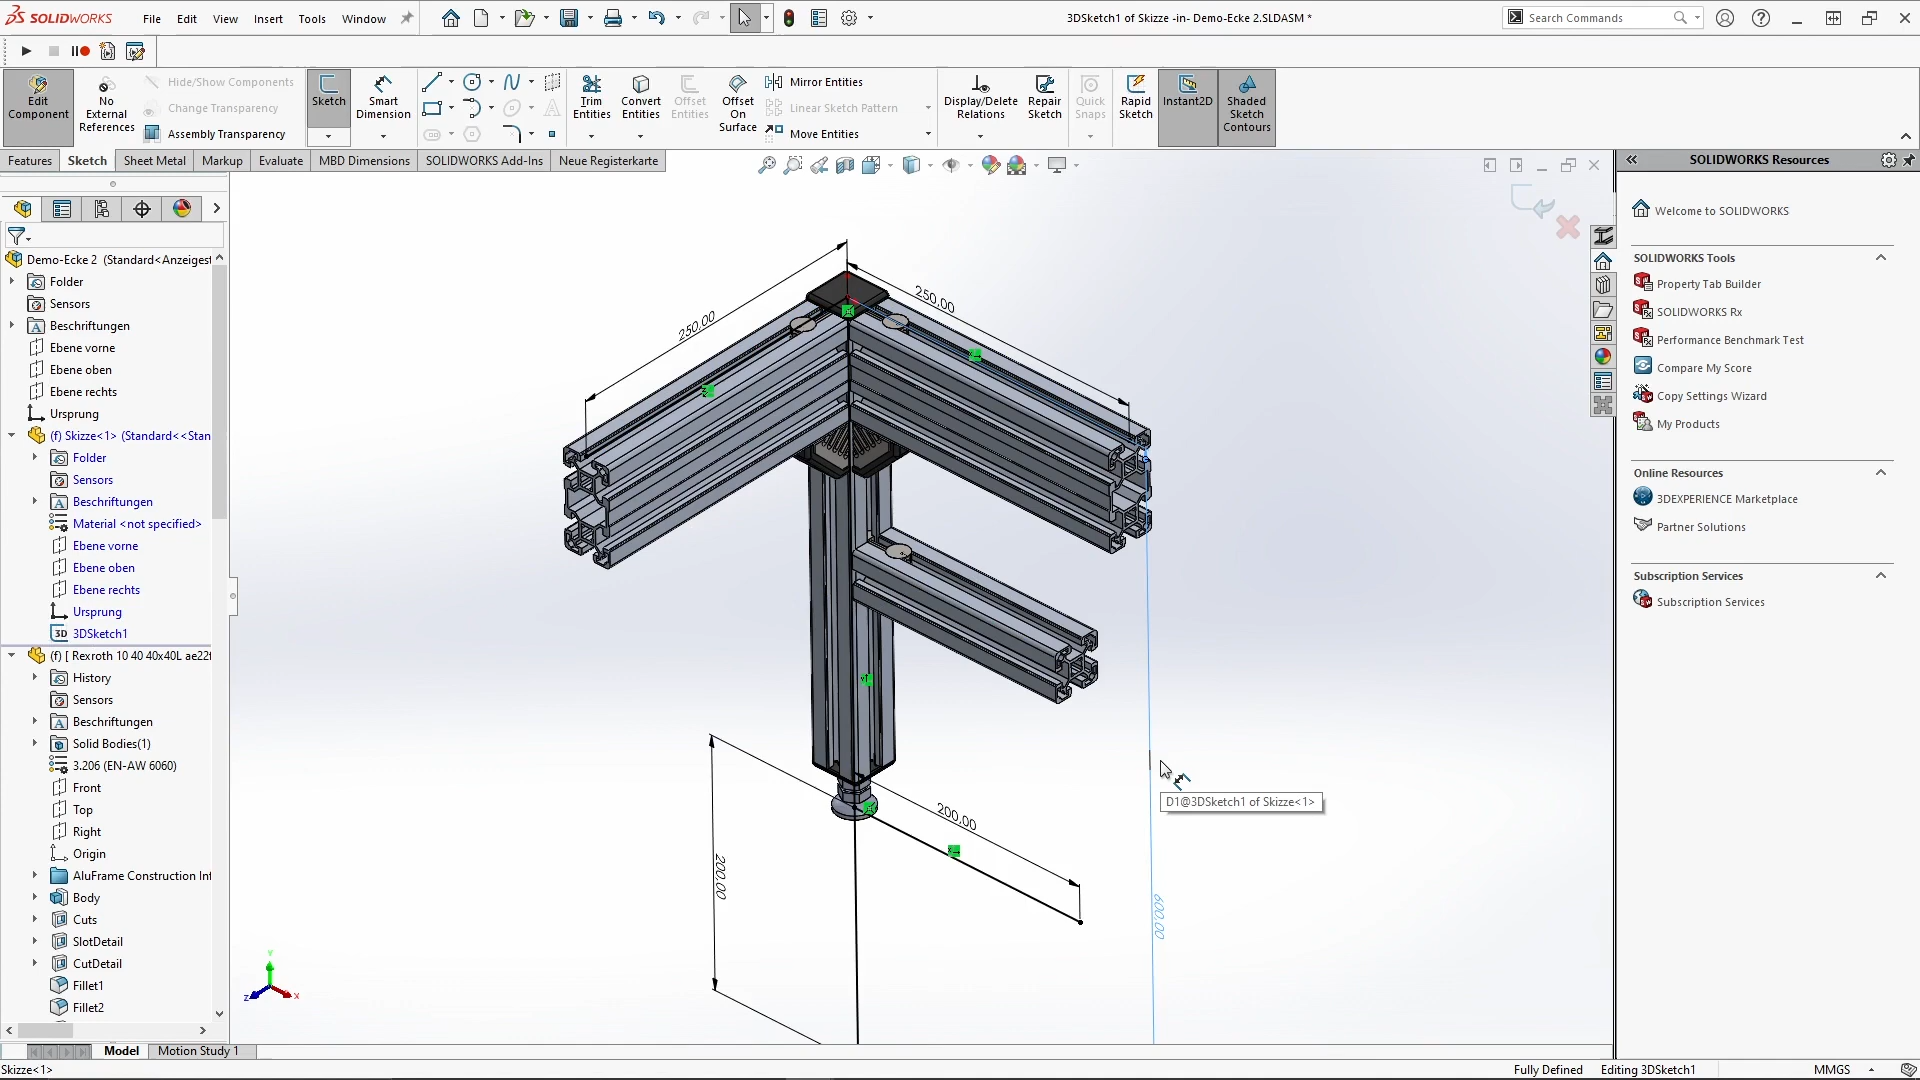 SOLIDWORKS File Edit View Insert Tools Window
3DSketch1 of Skizze -in- Demo-Ecke 2.SLDASM *
Search Commands
Edit Component
No External References
Hide/Show Components
Change Transparency
Assembly Transparency
Sketch
Smart Dimension
Trim Entities
Convert Entities
Offset Entities
Offset On Surface
Mirror Entities
Linear Sketch Pattern
Move Entities
Display/Delete Relations
Repair Sketch
Quick Snaps
Rapid Sketch
Instant2D
Shaded Sketch Contours
Features Sketch Sheet Metal Markup Evaluate MBD Dimensions SOLIDWORKS Add-Ins Neue Registerkarte
Demo-Ecke 2 (Standard<Anzeigest
Folder
Sensors
Beschriftungen
Ebene vorne
Ebene oben
Ebene rechts
Ursprung
(f) Skizze<1> (Standard<<Stan
Folder
Sensors
Beschriftungen
Material <not specified>
Ebene vorne
Ebene oben
Ebene rechts
Ursprung
3D 3DSketch1
(f) [ Rexroth 10 40 40x40L ae22f
History
Sensors
Beschriftungen
Solid Bodies(1)
3.206 (EN-AW 6060)
Front
Top
Right
Origin
AluFrame Construction Inf
Body
Cuts
SlotDetail
CutDetail
Fillet1
Fillet2
250,00
250,00
200,00
200,00
600,00
D1@3DSketch1 of Skizze<1>
Y
Z
X
SOLIDWORKS Resources
Welcome to SOLIDWORKS
SOLIDWORKS Tools
Property Tab Builder
SOLIDWORKS Rx
Performance Benchmark Test
Compare My Score
Copy Settings Wizard
My Products
Online Resources
3DEXPERIENCE Marketplace
Partner Solutions
Subscription Services
Subscription Services
Model Motion Study 1
Skizze<1>
Fully Defined Editing 3DSketch1 MMGS